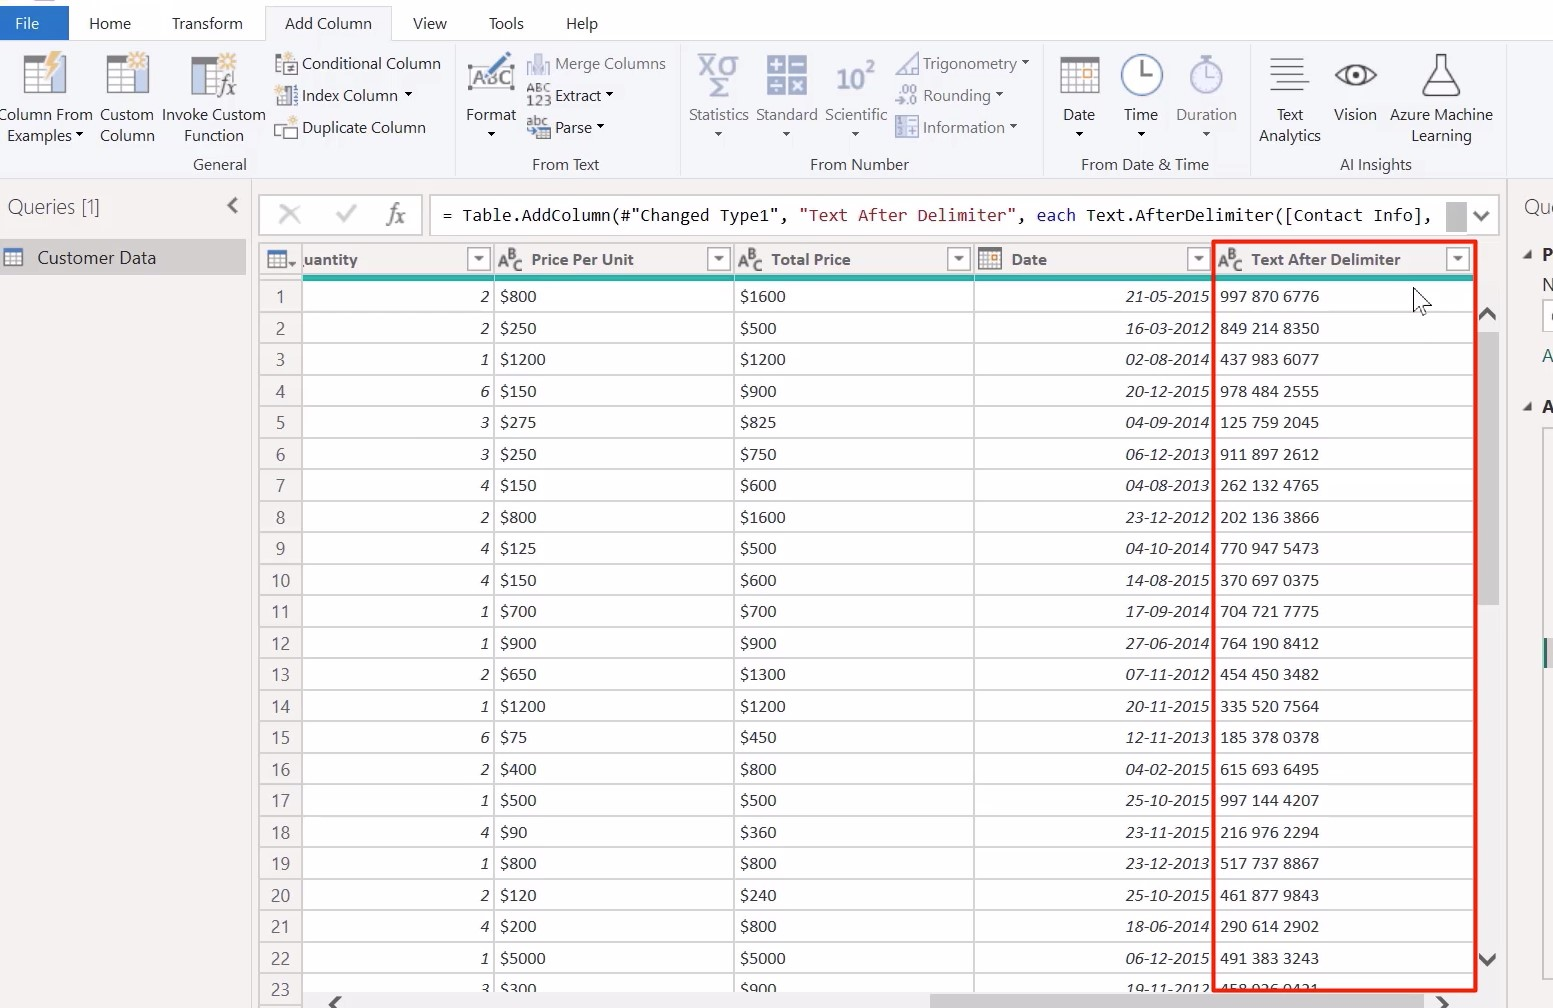 File Home Transform Add Column View Tools Help
Column From Examples
Custom Column
Invoke Custom Function
Conditional Column
Index Column
Duplicate Column
General
ABC
Format
Merge Columns
ABC 123 Extract
abc Parse
From Text
Statistics
Standard
10² Scientific
Trigonometry
.00 Rounding
Information
From Number
Date
Time
Duration
From Date & Time
Text Analytics
Vision
Azure Machine Learning
AI Insights
Queries [1]
Customer Data
fx = Table.AddColumn(#"Changed Type1", "Text After Delimiter", each Text.AfterDelimiter([Contact Info],
uantity ABC Price Per Unit ABC Total Price Date ABC Text After Delimiter
1 2 $800 $1600 21-05-2015 997 870 6776
2 2 $250 $500 16-03-2012 849 214 8350
3 1 $1200 $1200 02-08-2014 437 983 6077
4 6 $150 $900 20-12-2015 978 484 2555
5 3 $275 $825 04-09-2014 125 759 2045
6 3 $250 $750 06-12-2013 911 897 2612
7 4 $150 $600 04-08-2013 262 132 4765
8 2 $800 $1600 23-12-2012 202 136 3866
9 4 $125 $500 04-10-2014 770 947 5473
10 4 $150 $600 14-08-2015 370 697 0375
11 1 $700 $700 17-09-2014 704 721 7775
12 1 $900 $900 27-06-2014 764 190 8412
13 2 $650 $1300 07-11-2012 454 450 3482
14 1 $1200 $1200 20-11-2015 335 520 7564
15 6 $75 $450 12-11-2013 185 378 0378
16 2 $400 $800 04-02-2015 615 693 6495
17 1 $500 $500 25-10-2015 997 144 4207
18 4 $90 $360 23-11-2015 216 976 2294
19 1 $800 $800 23-12-2013 517 737 8867
20 2 $120 $240 25-10-2015 461 877 9843
21 4 $200 $800 18-06-2014 290 614 2902
22 1 $5000 $5000 06-12-2015 491 383 3243
23 3 $300 $900 19-11-2012
Qu
P
N
A
A